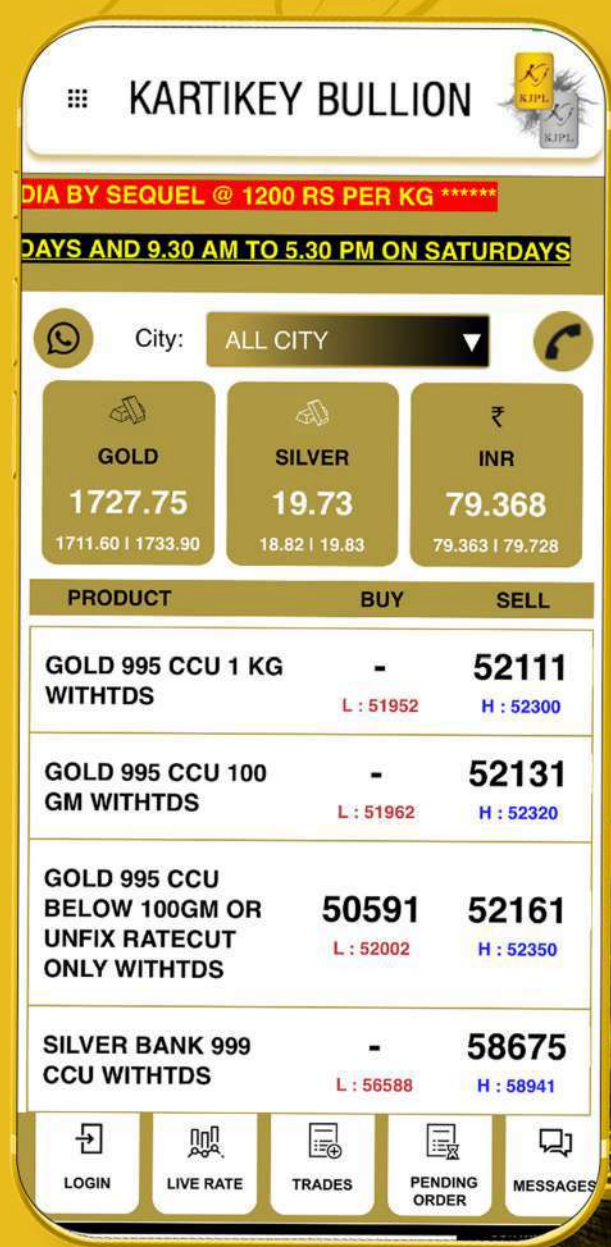 KARTIKEY BULLION
KJ
KJPL
KJ
KJPL
DIA BY SEQUEL @ 1200 RS PER KG ******
DAYS AND 9.30 AM TO 5.30 PM ON SATURDAYS
City: ALL CITY
GOLD SILVER ₹ INR
1727.75 19.73 79.368
1711.60 | 1733.90 18.82 | 19.83 79.363 | 79.728
PRODUCT BUY SELL
GOLD 995 CCU 1 KG - 52111
WITHTDS L : 51952 H : 52300
GOLD 995 CCU 100 - 52131
GM WITHTDS L : 51962 H : 52320
GOLD 995 CCU
BELOW 100GM OR 50591 52161
UNFIX RATECUT L : 52002 H : 52350
ONLY WITHTDS
SILVER BANK 999 - 58675
CCU WITHTDS L : 56588 H : 58941
LOGIN LIVE RATE TRADES PENDING MESSAGES
ORDER